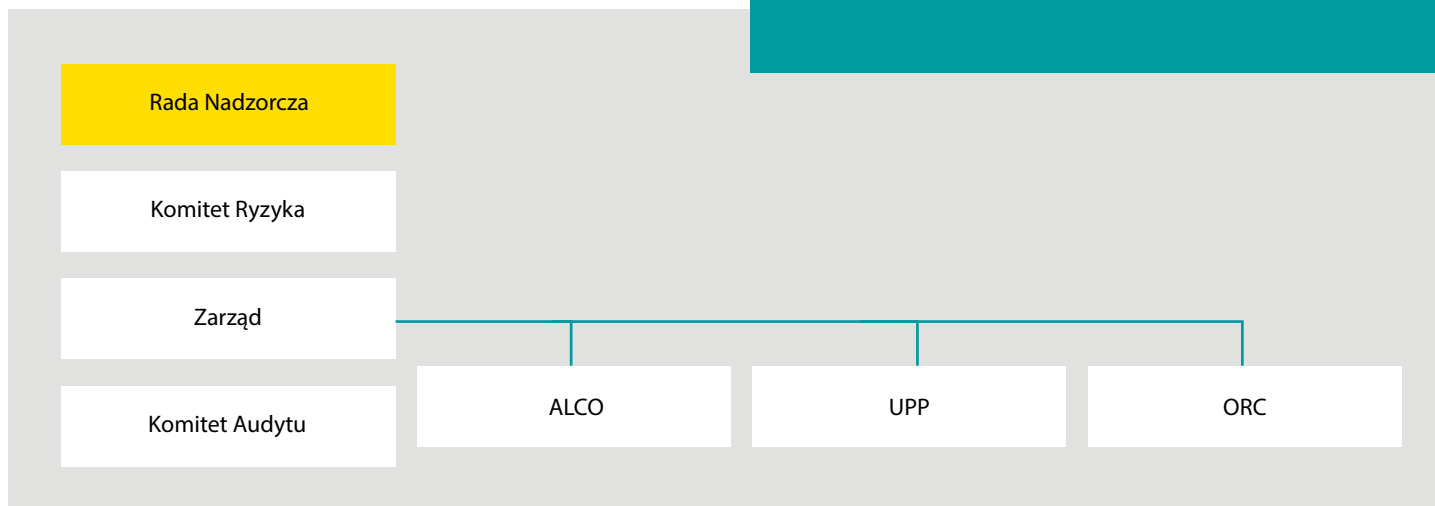 Rada Nadzorcza
Komitet Ryzyka
Zarząd
Komitet Audytu
ALCO
UPP
ORC